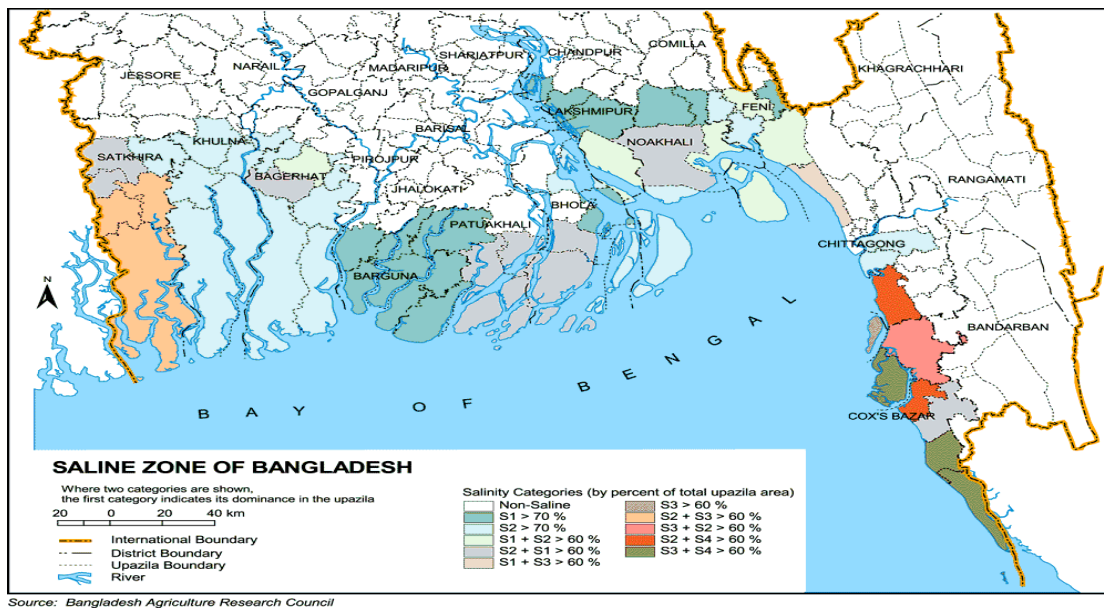 COMILLA
CHANDPUR
SHARIATPUR
KHAGRACHHARI
NARAIL
MADARIPUR
JESSORE
GOPALGANJ
FENI
LAKSHMIPUR
BARISAL
KHULNA
NOAKHALI
SATKHIRA
PIROJPUR
BAGERHAT
RANGAMATI
JHALOKATI
BHOLA
PATUAKHALI
CHITTAGONG
BARGUNA
N
BANDARBAN
BAY OF BENGAL
COX'S BAZAR
SALINE ZONE OF BANGLADESH
Where two categories are shown,
the first category indicates its dominance in the upazila
20 0 20 40 km
International Boundary
District Boundary
Upazila Boundary
River
Salinity Categories (by percent of total upazila area)
Non-Saline
S1 > 70 %
S2 > 70 %
S1 + S2 > 60 %
S2 + S1 > 60 %
S1 + S3 > 60 %
S3 > 60 %
S2 + S3 > 60 %
S3 + S2 > 60 %
S2 + S4 > 60 %
S3 + S4 > 60 %
Source: Bangladesh Agriculture Research Council